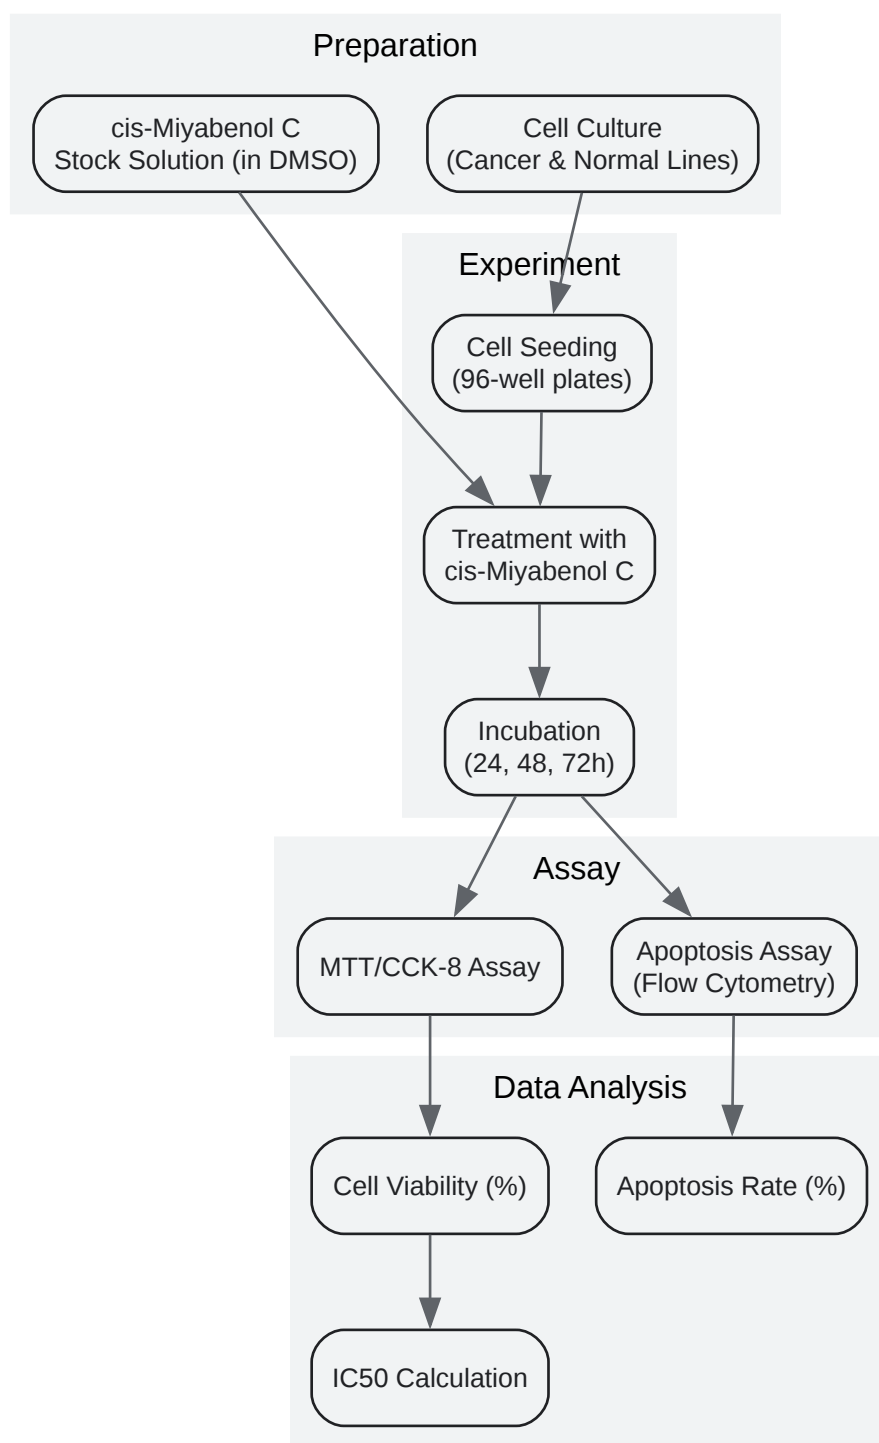 Preparation
cis-Miyabenol C
Stock Solution (in DMSO)
Cell Culture
(Cancer & Normal Lines)
Experiment
Cell Seeding
(96-well plates)
Treatment with
cis-Miyabenol C
Incubation
(24, 48, 72h)
Assay
MTT/CCK-8 Assay
Apoptosis Assay
(Flow Cytometry)
Data Analysis
Cell Viability (%)
Apoptosis Rate (%)
IC50 Calculation